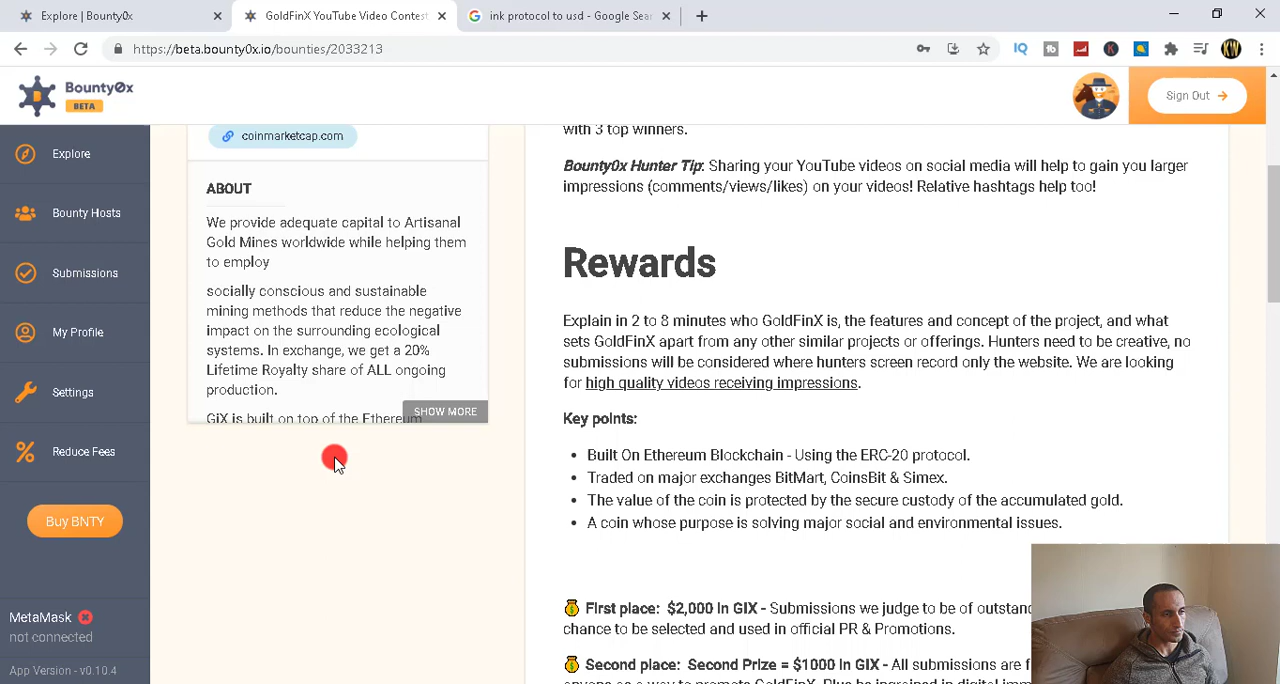 Explore | Bounty0x
GoldFinX YouTube Video Contest
ink protocol to usd - Google Sea
https://beta.bounty0x.io/bounties/2033213
IQ
tb
K
KW
Bounty0x
BETA
Sign Out
Explore
Bounty Hosts
Submissions
My Profile
Settings
Reduce Fees
Buy BNTY
MetaMask
not connected
App Version - v0.10.4
coinmarketcap.com
ABOUT
We provide adequate capital to Artisanal
Gold Mines worldwide while helping them
to employ
socially conscious and sustainable
mining methods that reduce the negative
impact on the surrounding ecological
systems. In exchange, we get a 20%
Lifetime Royalty share of ALL ongoing
production.
GiX is built on top of the Ethereum
SHOW MORE
with 3 top winners.
Bounty0x Hunter Tip: Sharing your YouTube videos on social media will help to gain you larger
impressions (comments/views/likes) on your videos! Relative hashtags help too!
Rewards
Explain in 2 to 8 minutes who GoldFinX is, the features and concept of the project, and what
sets GoldFinX apart from any other similar projects or offerings. Hunters need to be creative, no
submissions will be considered where hunters screen record only the website. We are looking
for high quality videos receiving impressions.
Key points:
• Built On Ethereum Blockchain - Using the ERC-20 protocol.
• Traded on major exchanges BitMart, CoinsBit & Simex.
• The value of the coin is protected by the secure custody of the accumulated gold.
• A coin whose purpose is solving major social and environmental issues.
First place: $2,000 in GIX - Submissions we judge to be of outstan
chance to be selected and used in official PR & Promotions.
Second place: Second Prize = $1000 in GIX - All submissions are f